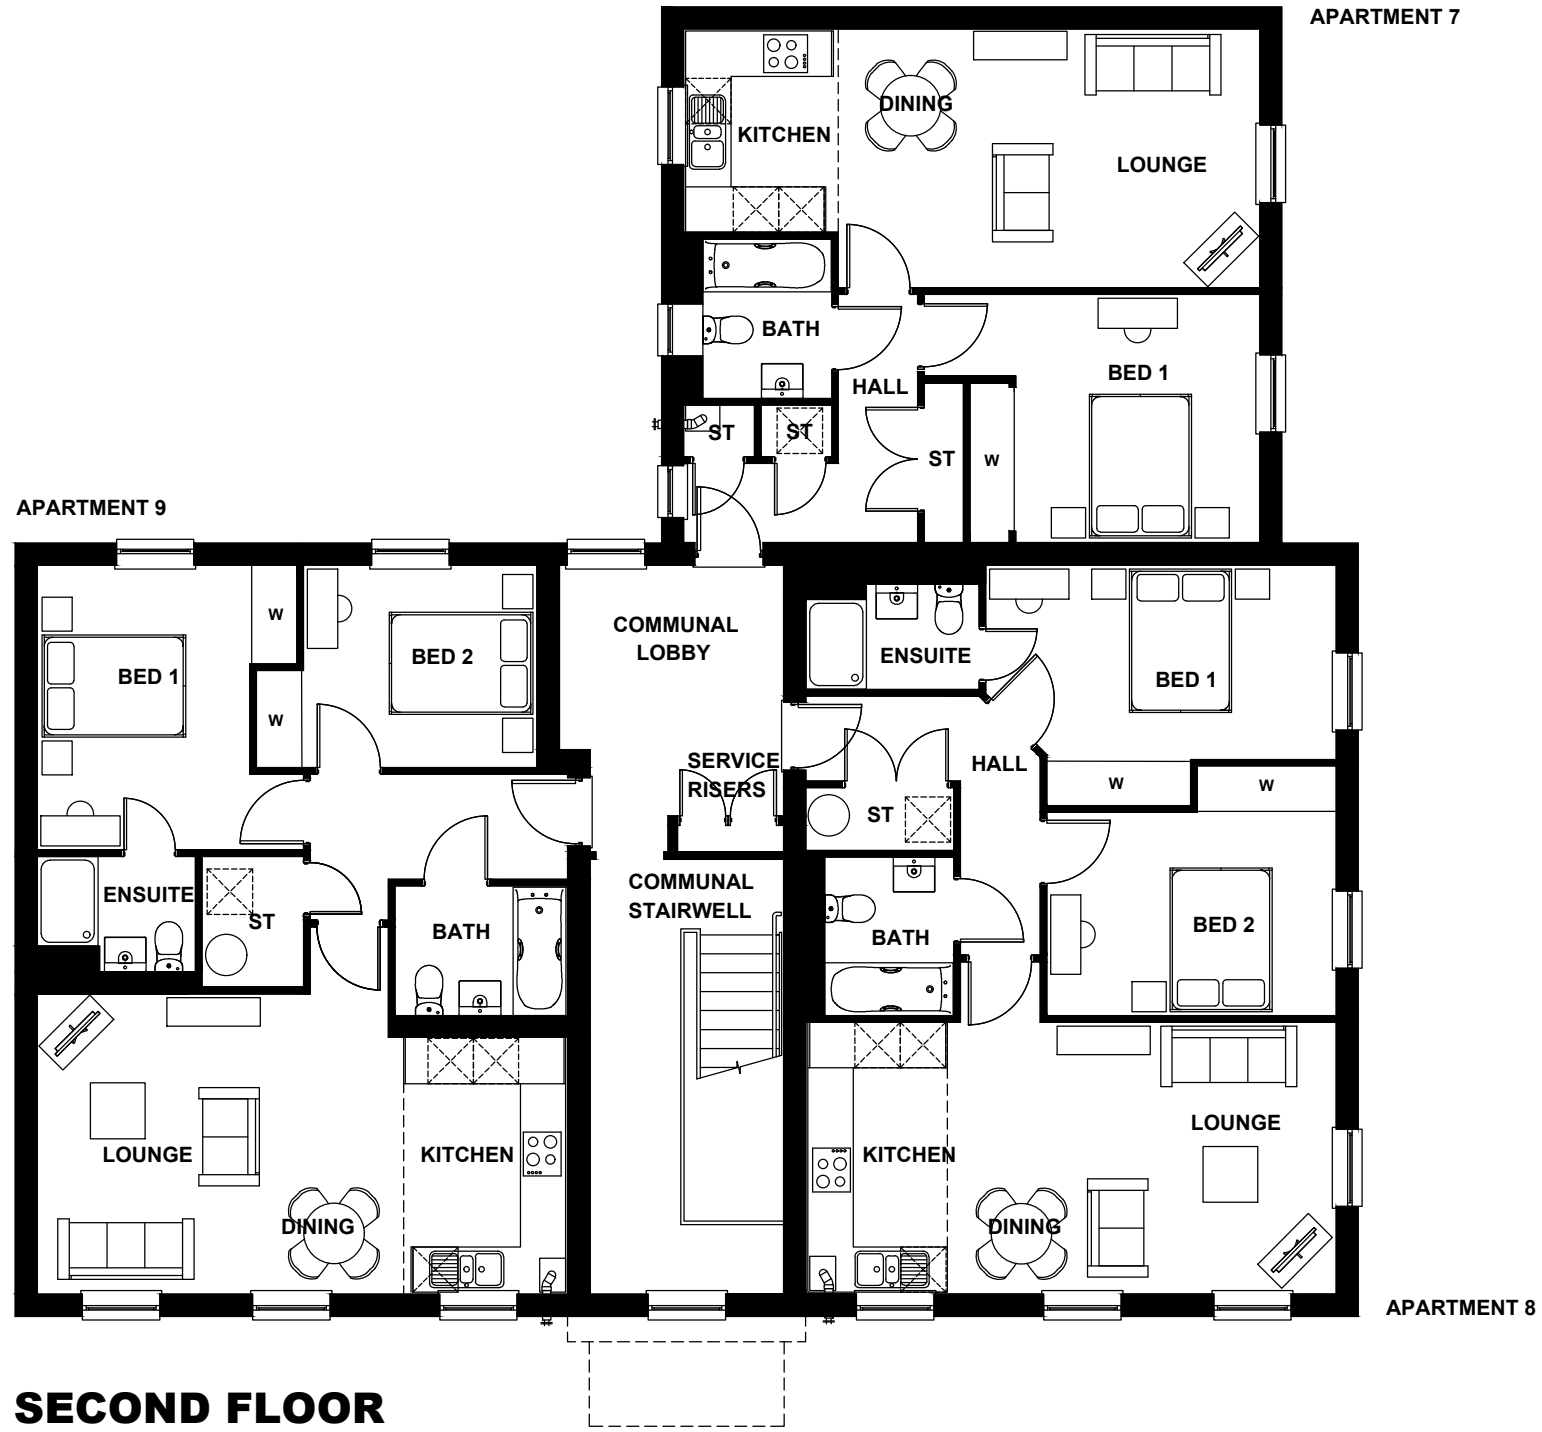 APARTMENT 7
DINING
KITCHEN
LOUNGE
BATH
BED 1
HALL
ST
ST
ST
W
APARTMENT 9
COMMUNAL
LOBBY
W
BED 2
BED 1
W
ENSUITE
BED 1
SERVICE
RISERS
HALL
W
W
ST
ENSUITE
ST
COMMUNAL
STAIRWELL
BATH
BATH
BED 2
LOUNGE
KITCHEN
DINING
KITCHEN
LOUNGE
DINING
APARTMENT 8
SECOND FLOOR